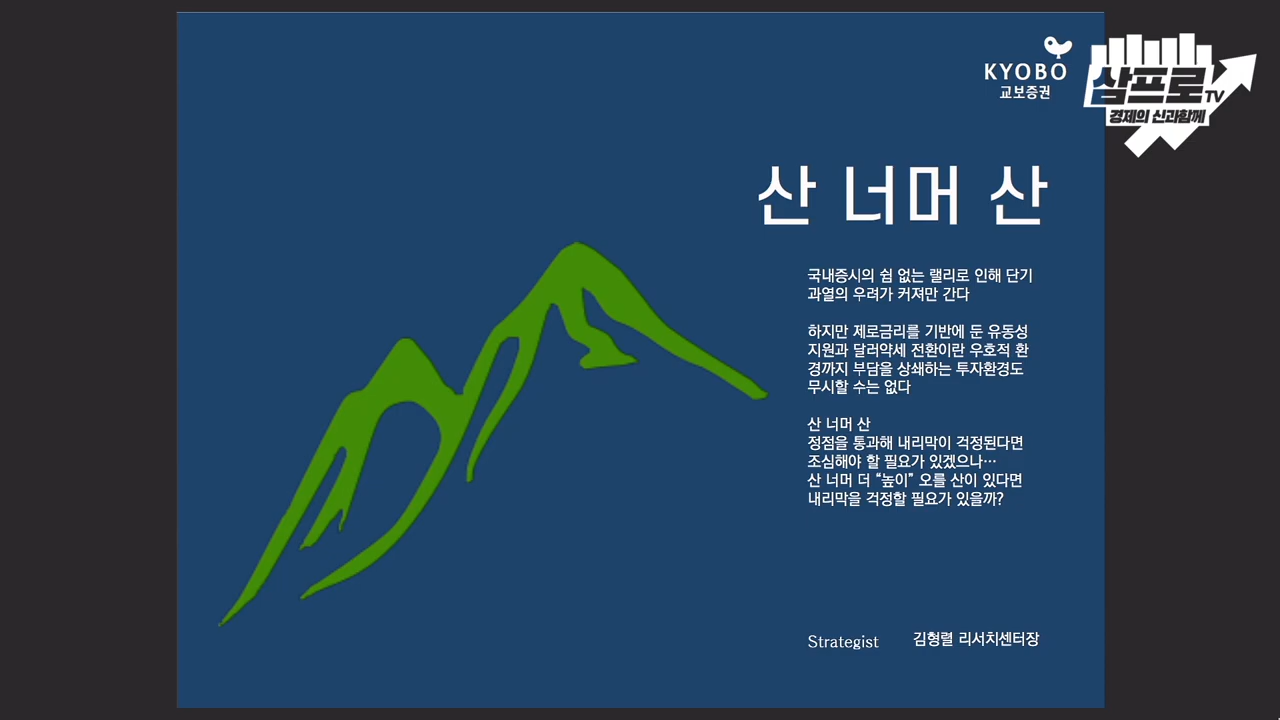 KYOBO
교보증권
삼프로TV
경제의 신과함께
산 너머 산
국내증시의 쉼 없는 랠리로 인해 단기
과열의 우려가 커져만 간다
하지만 제로금리를 기반에 둔 유동성
지원과 달러약세 전환이란 우호적 환
경까지 부담을 상쇄하는 투자환경도
무시할 수는 없다
산 너머 산
정점을 통과해 내리막이 걱정된다면
조심해야 할 필요가 있겠으나…
산 너머 더 “높이” 오를 산이 있다면
내리막을 걱정할 필요가 있을까?
Strategist 김형렬 리서치센터장